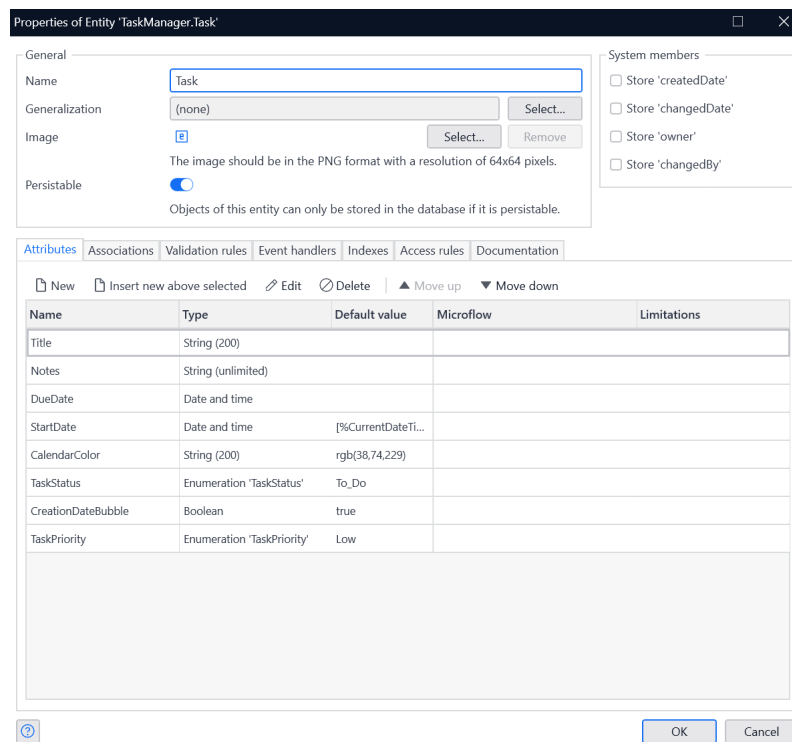 Properties of Entity 'TaskManager.Task'
General
Name
Task
Generalization
(none)
Select...
Image
Select...
Remove
The image should be in the PNG format with a resolution of 64x64 pixels.
Persistable
Objects of this entity can only be stored in the database if it is persistable.
System members
Store 'createdDate'
Store 'changedDate'
Store 'owner'
Store 'changedBy'
Attributes Associations Validation rules Event handlers Indexes Access rules Documentation
New Insert new above selected Edit Delete Move up Move down
Name Type Default value Microflow Limitations
Title String (200)
Notes String (unlimited)
DueDate Date and time
StartDate Date and time [%CurrentDateTi...
CalendarColor String (200) rgb(38,74,229)
TaskStatus Enumeration 'TaskStatus' To_Do
CreationDateBubble Boolean true
TaskPriority Enumeration 'TaskPriority' Low
OK Cancel